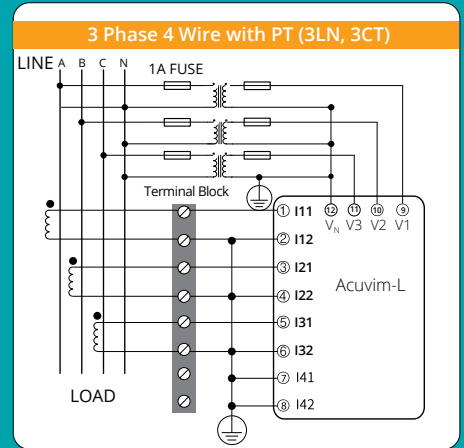 3 Phase 4 Wire with PT (3LN, 3CT)
LINE A B C N
1A FUSE
Terminal Block
12 11 10 9
VN V3 V2 V1
Acuvim-L
1 I11
2 I12
3 I21
4 I22
5 I31
6 I32
7 I41
8 I42
LOAD